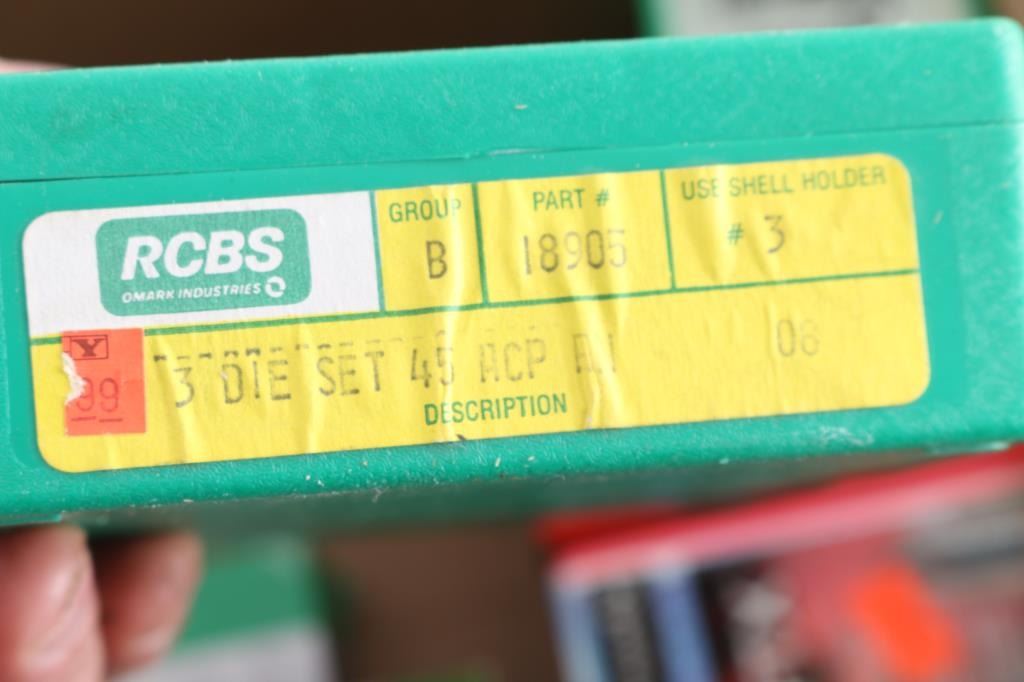 RCBS
OMARK INDUSTRIES
GROUP
B
PART #
18905
USE SHELL HOLDER
# 3
Y
99
3 DIE SET 45 ACP
08
DESCRIPTION